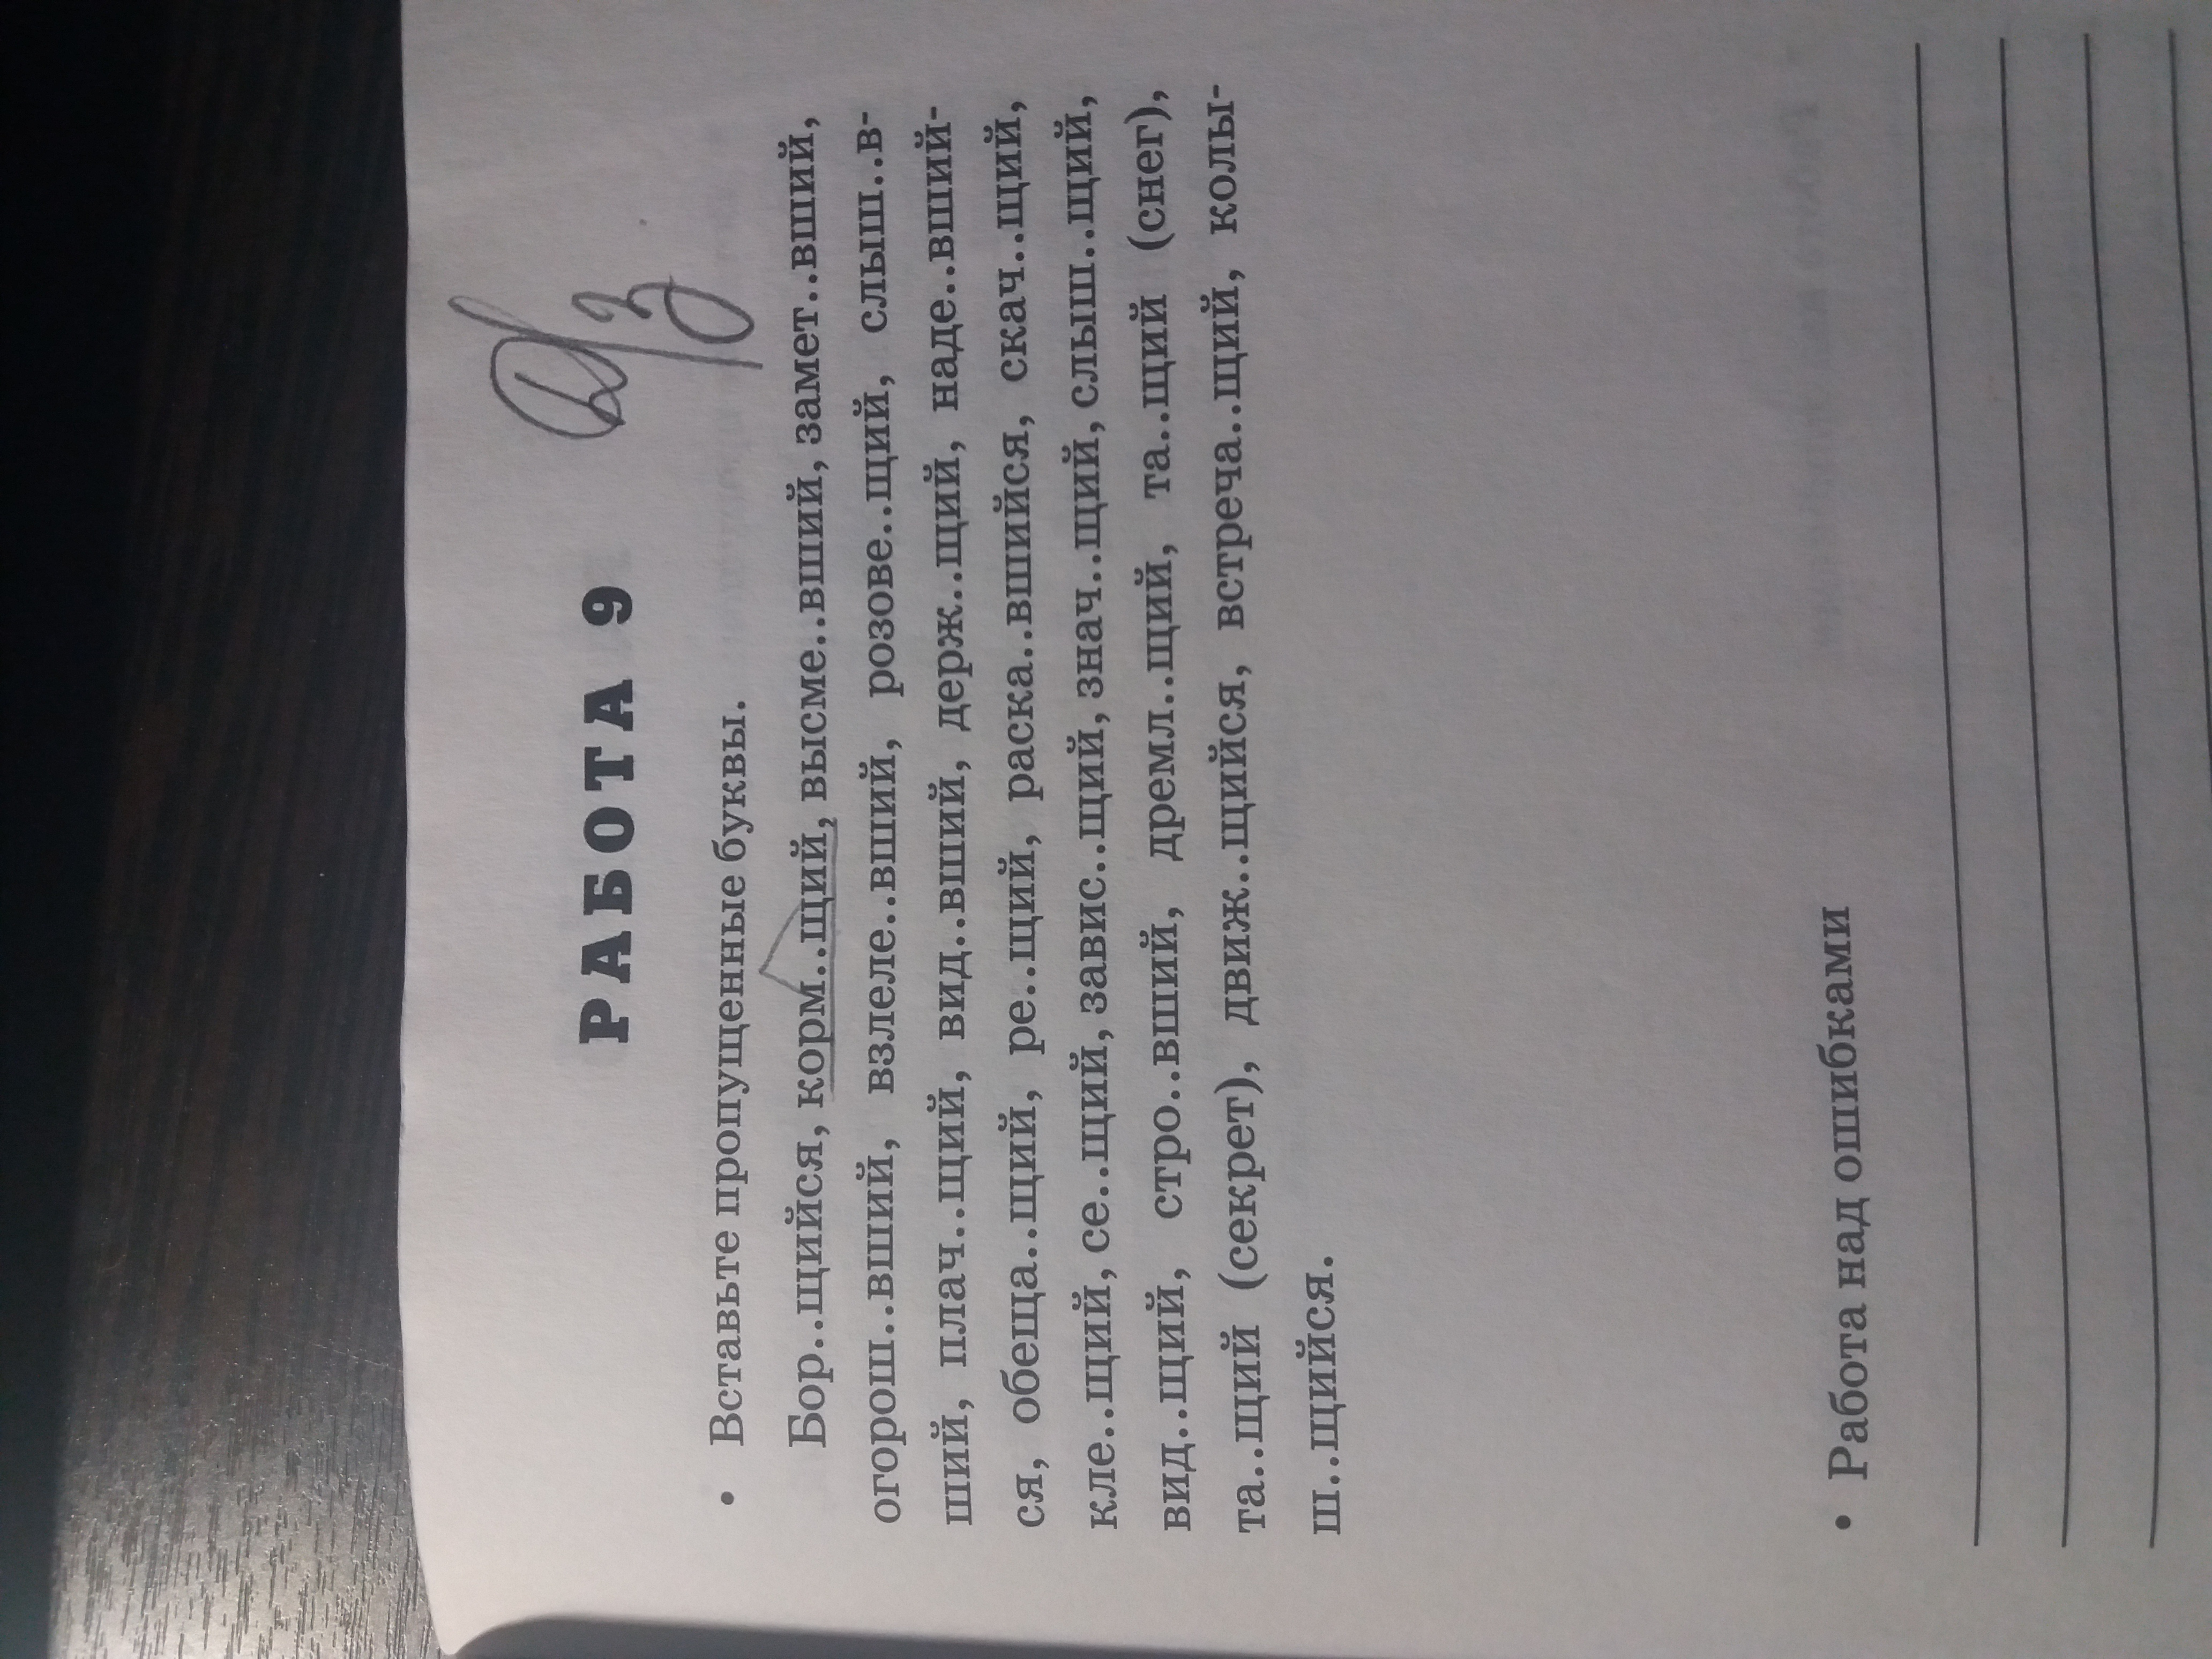 РАБОТА 9 Д/з
• Вставьте пропущенные буквы.
Бор..щийся, корм..щий, высме..вший, замет..вший,
огорош..вший, взлеле..вший, розове..щий, слыш..в-
ший, плач..щий, вид..вший, держ..щий, наде..вший-
ся, обеща..щий, ре..щий, раска..вшийся, скач..щий,
кле..щий, се..щий, завис..щий, знач..щий, слыш..щий,
вид..щий, стро..вший, дремл..щий, та..щий (снег),
та..щий (секрет), движ..щийся, встреча..щий, колы-
ш..щийся.
• Работа над ошибками